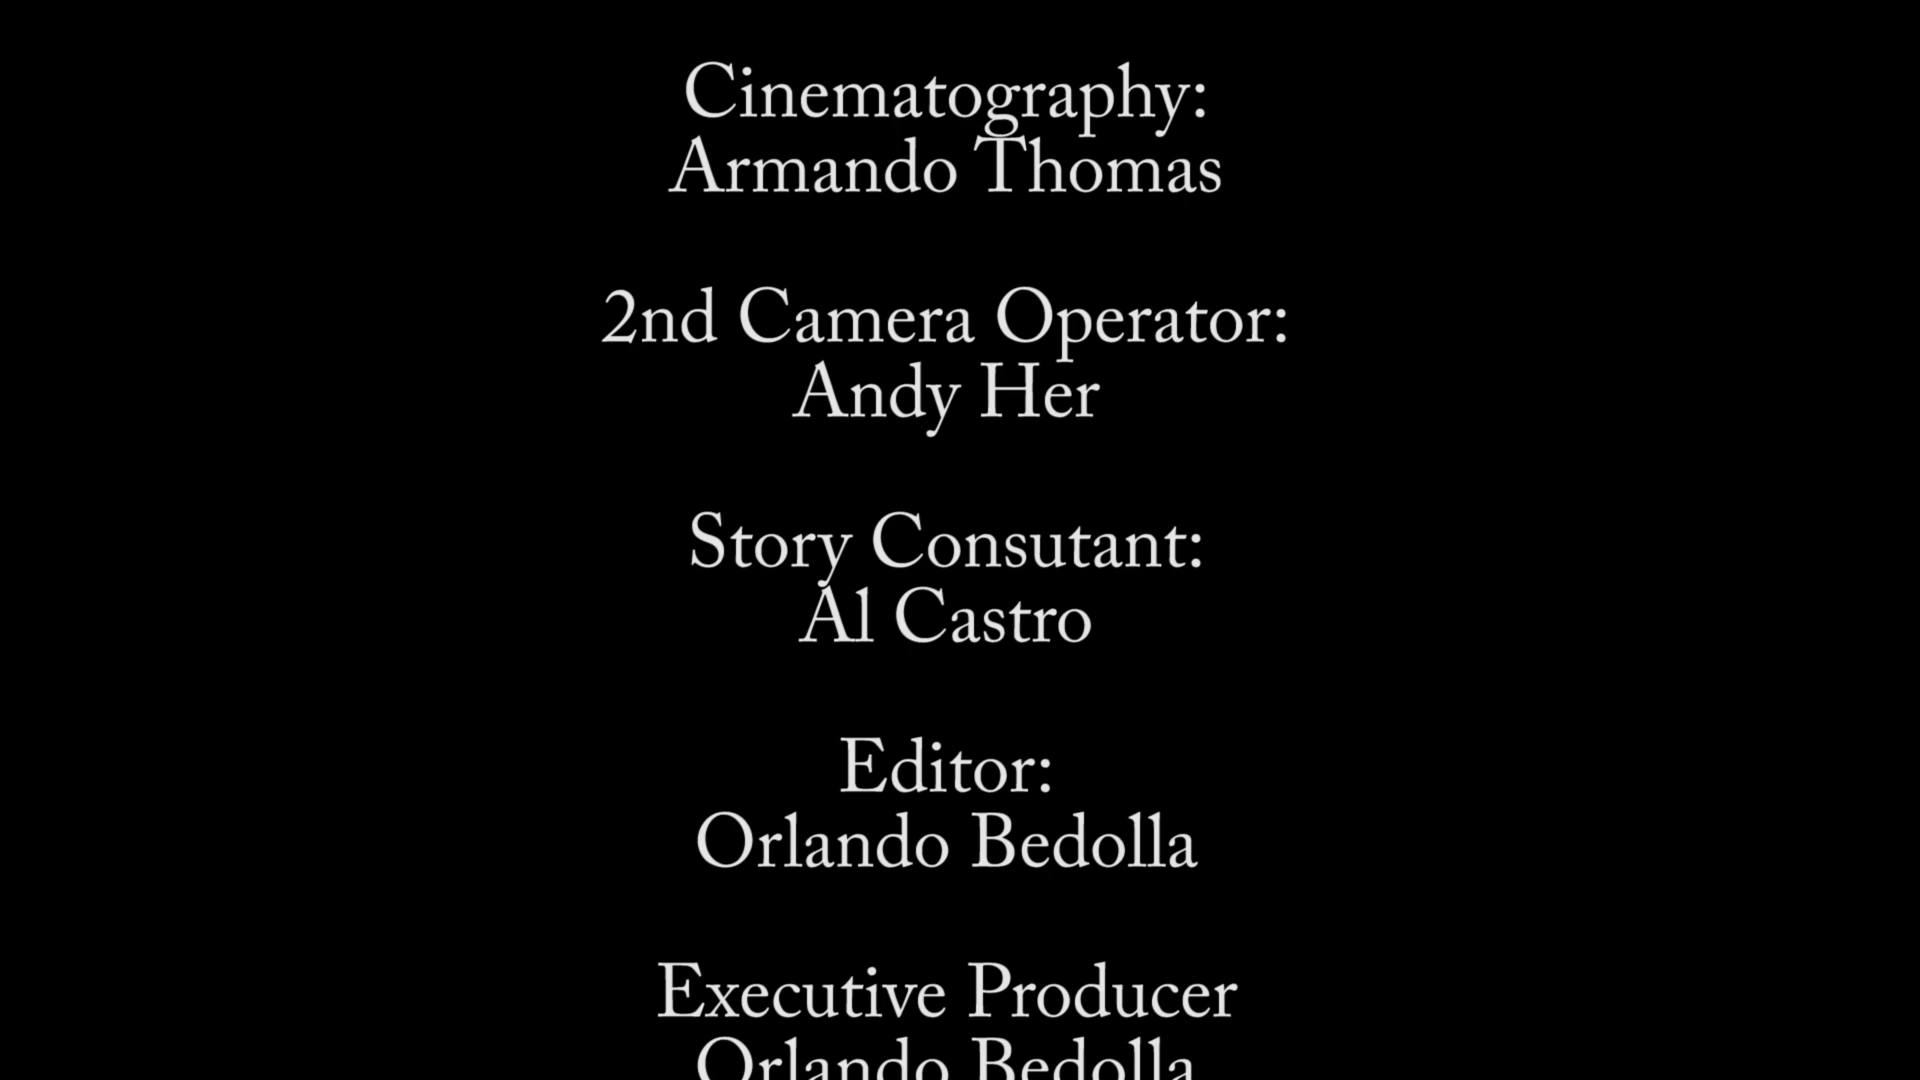 Cinematography:
Armando Thomas
2nd Camera Operator:
Andy Her
Story Consutant:
Al Castro
Editor:
Orlando Bedolla
Executive Producer
Orlando Bedolla